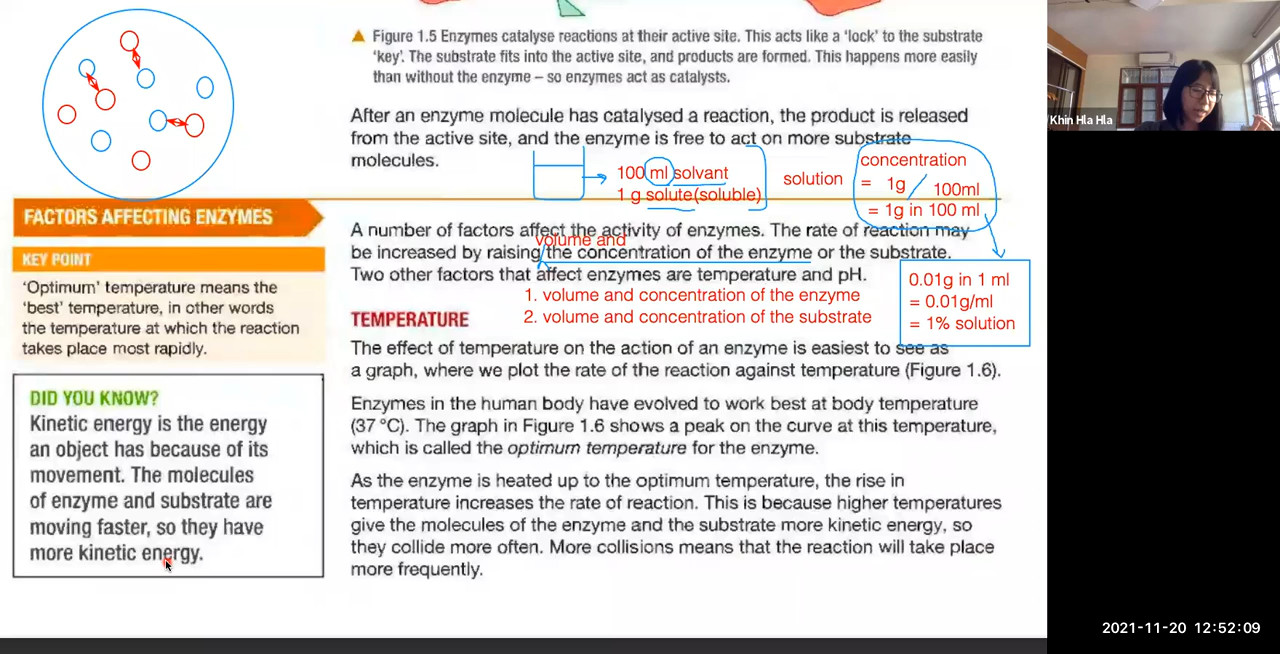 Figure 1.5 Enzymes catalyse reactions at their active site. This acts like a ‘lock’ to the substrate
‘key’. The substrate fits into the active site, and products are formed. This happens more easily
than without the enzyme – so enzymes act as catalysts.
After an enzyme molecule has catalysed a reaction, the product is released
from the active site, and the enzyme is free to act on more substrate
molecules.
100 ml solvant
1 g solute(soluble)
solution
concentration
= 1g / 100ml
= 1g in 100 ml
FACTORS AFFECTING ENZYMES
A number of factors affect the activity of enzymes. The rate of reaction may
volume and
be increased by raising the concentration of the enzyme or the substrate.
Two other factors that affect enzymes are temperature and pH.
1. volume and concentration of the enzyme
2. volume and concentration of the substrate
0.01g in 1 ml
= 0.01g/ml
= 1% solution
KEY POINT
‘Optimum’ temperature means the
‘best’ temperature, in other words
the temperature at which the reaction
takes place most rapidly.
TEMPERATURE
The effect of temperature on the action of an enzyme is easiest to see as
a graph, where we plot the rate of the reaction against temperature (Figure 1.6).
Enzymes in the human body have evolved to work best at body temperature
(37 °C). The graph in Figure 1.6 shows a peak on the curve at this temperature,
which is called the optimum temperature for the enzyme.
As the enzyme is heated up to the optimum temperature, the rise in
temperature increases the rate of reaction. This is because higher temperatures
give the molecules of the enzyme and the substrate more kinetic energy, so
they collide more often. More collisions means that the reaction will take place
more frequently.
DID YOU KNOW?
Kinetic energy is the energy
an object has because of its
movement. The molecules
of enzyme and substrate are
moving faster, so they have
more kinetic energy.
Khin Hla Hla
2021-11-20 12:52:09